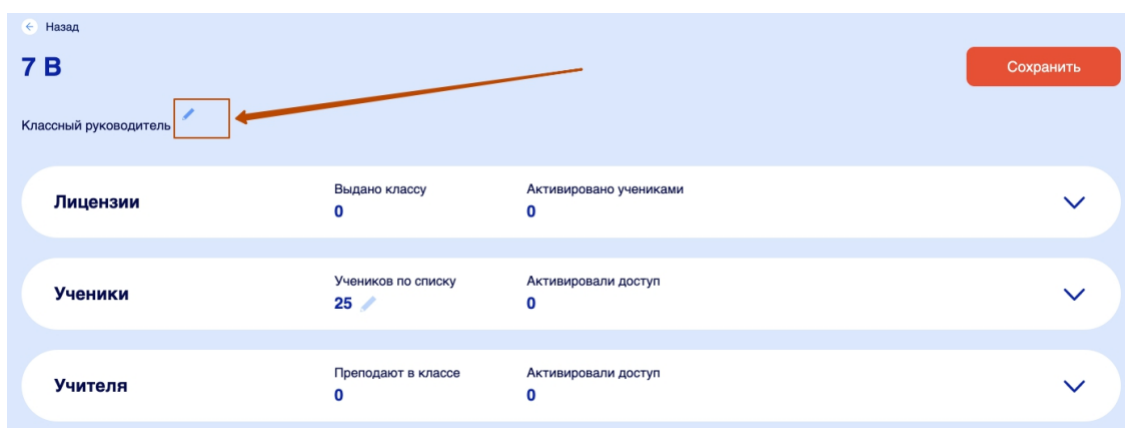 Назад
7 В
Сохранить
Классный руководитель
Лицензии
Выдано классу
0
Активировано учениками
0
Ученики
Учеников по списку
25
Активировали доступ
0
Учителя
Преподают в классе
0
Активировали доступ
0